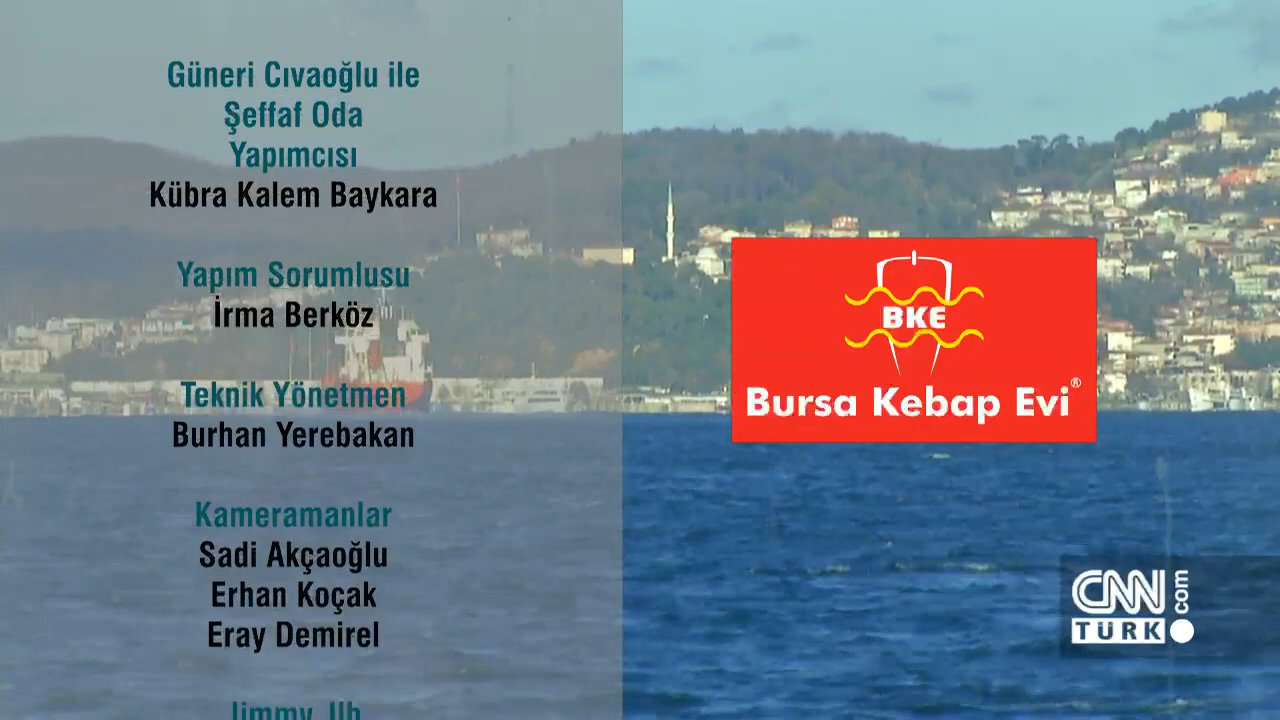 Güneri Cıvaoğlu ile
Şeffaf Oda
Yapımcısı
Kübra Kalem Baykara
Yapım Sorumlusu
İrma Berköz
Teknik Yönetmen
Burhan Yerebakan
Kameramanlar
Sadi Akçaoğlu
Erhan Koçak
Eray Demirel
BKE
Bursa Kebap Evi®
CNN
TÜRK
.com